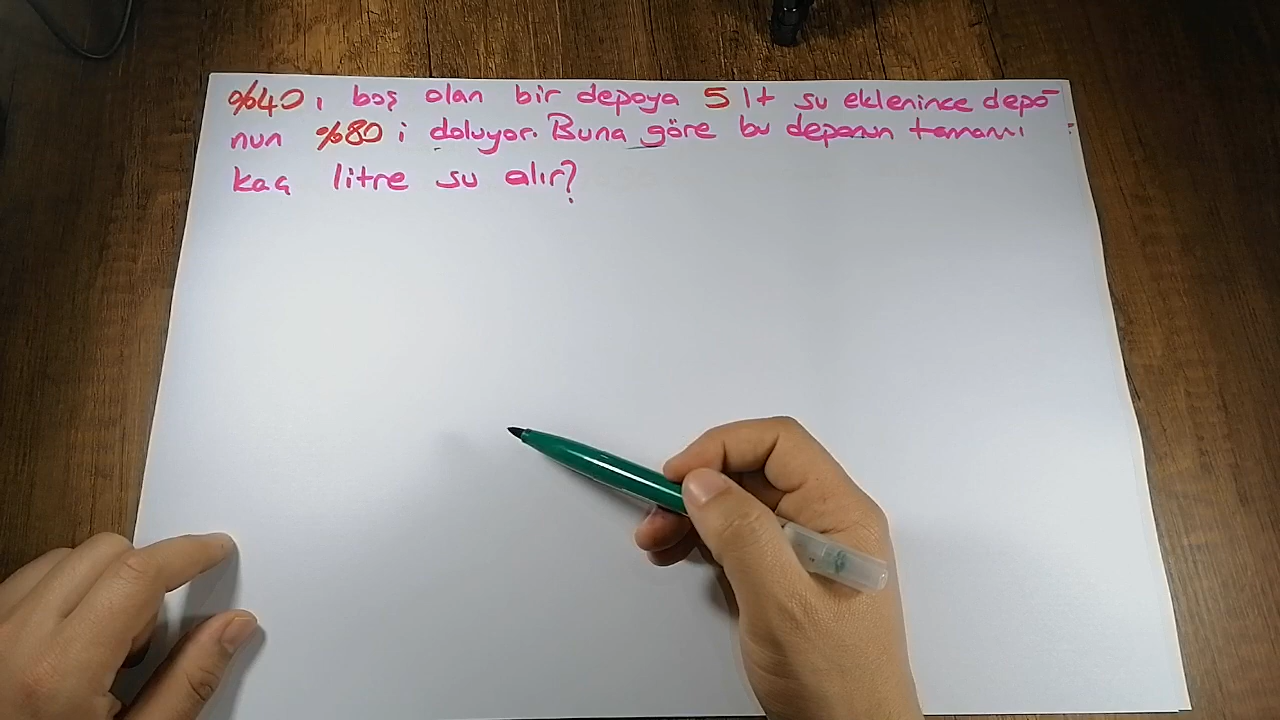 %40 ı boş olan bir depoya 5 lt su eklenince depo-
nun %80 i doluyor. Buna göre bu deponun tamamı
kaç litre su alır?